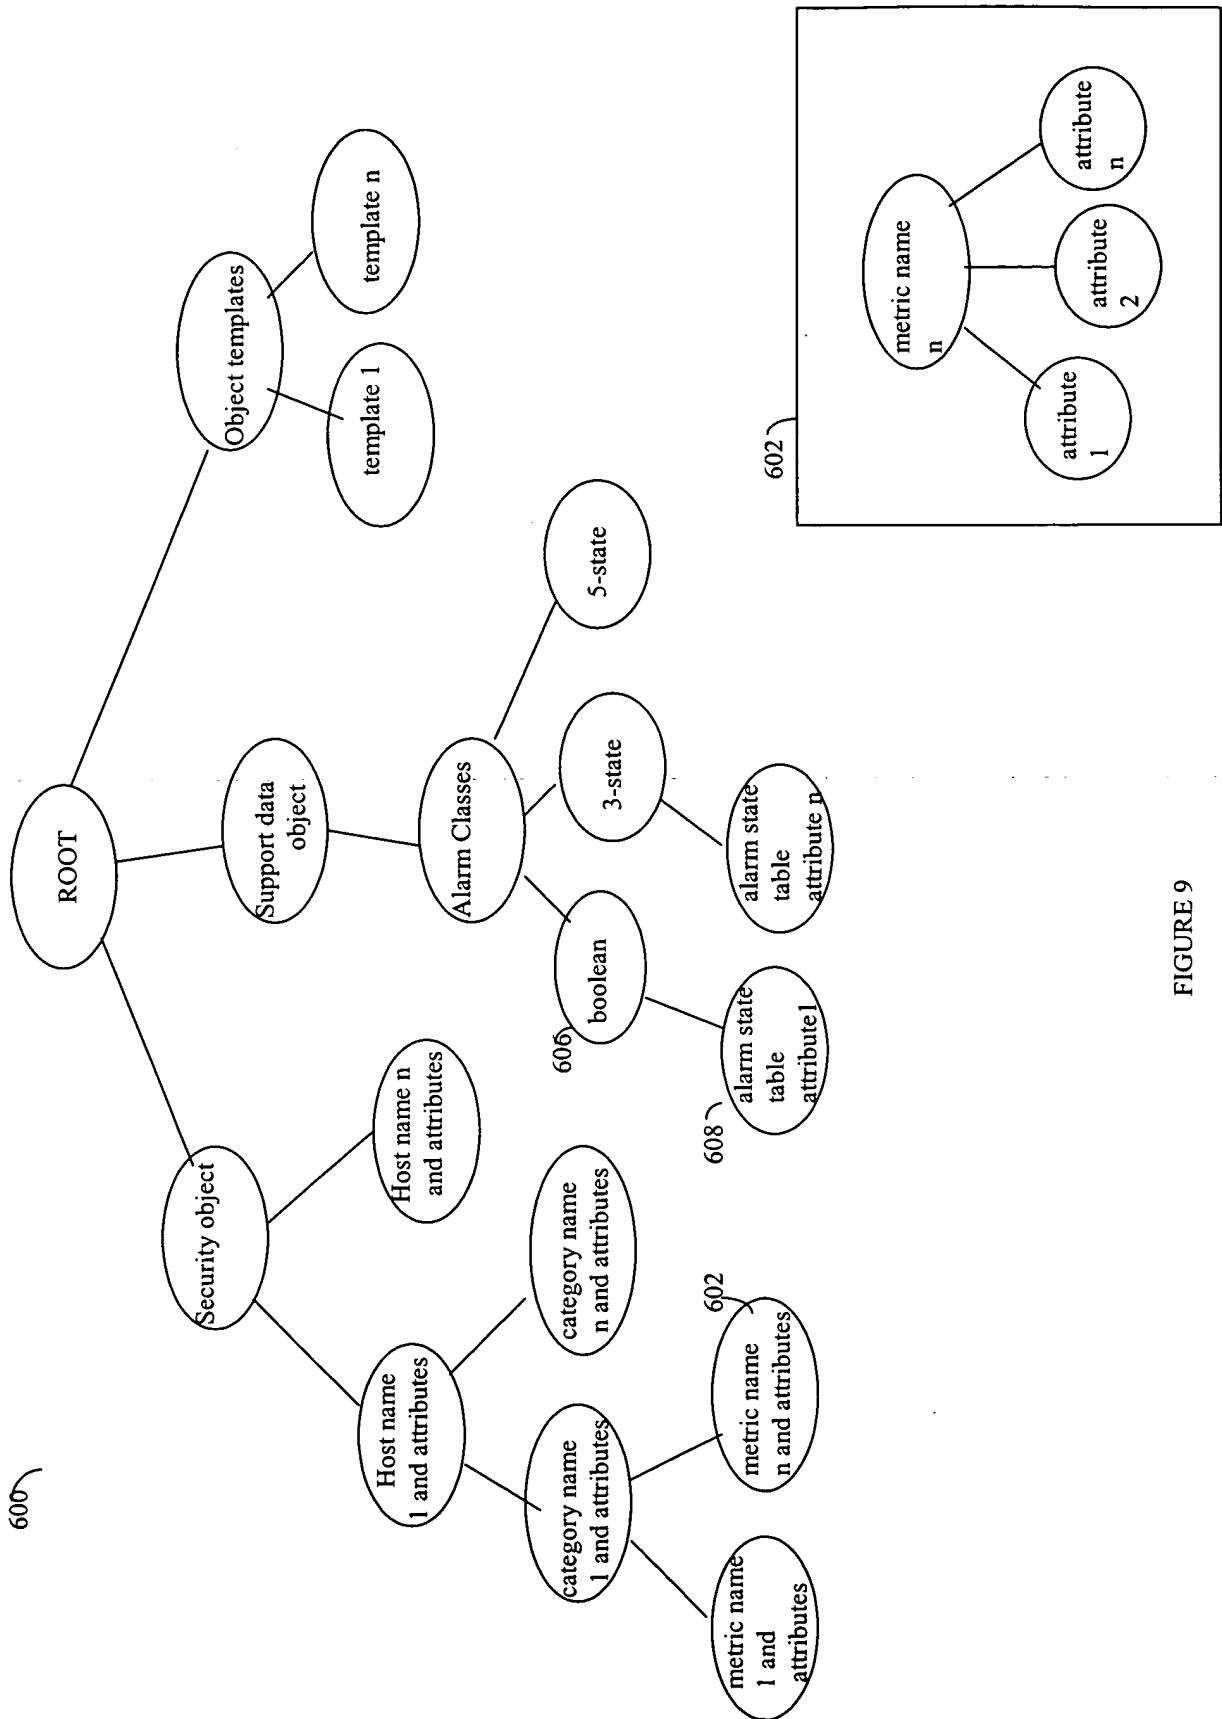 600
ROOT
Security object
Support data
object
Object templates
Host name
1 and attributes
Host name n
and attributes
Alarm Classes
template 1
template n
category name
1 and attributes
category name
n and attributes
606
boolean
3-state
5-state
metric name
1 and
attributes
602
metric name
n and attributes
608
alarm state
table
attribute1
alarm state
table
attribute n
602
metric name
n
attribute
1
attribute
2
attribute
n
FIGURE 9